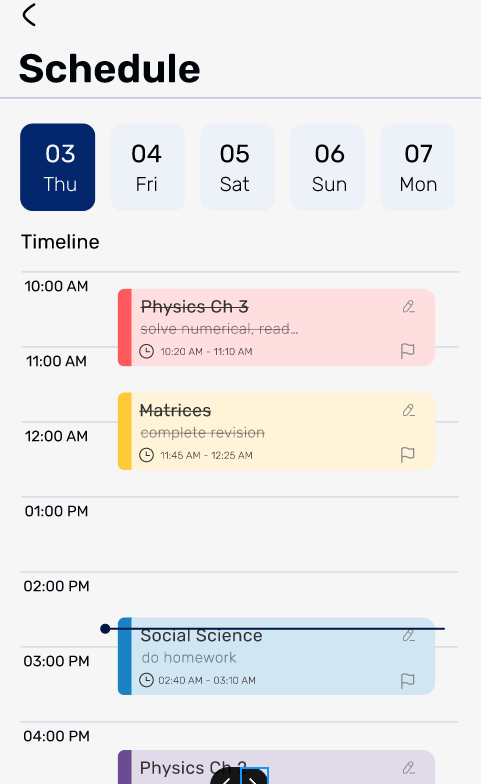 Schedule
03 04 05 06 07
Thu Fri Sat Sun Mon
Timeline
10:00 AM
Physics Ch 3
solve numerical, read...
10:20 AM - 11:10 AM
11:00 AM
Matrices
complete revision
11:45 AM - 12:25 AM
12:00 AM
01:00 PM
02:00 PM
Social Science
do homework
02:40 AM - 03:10 AM
03:00 PM
04:00 PM
Physics Ch